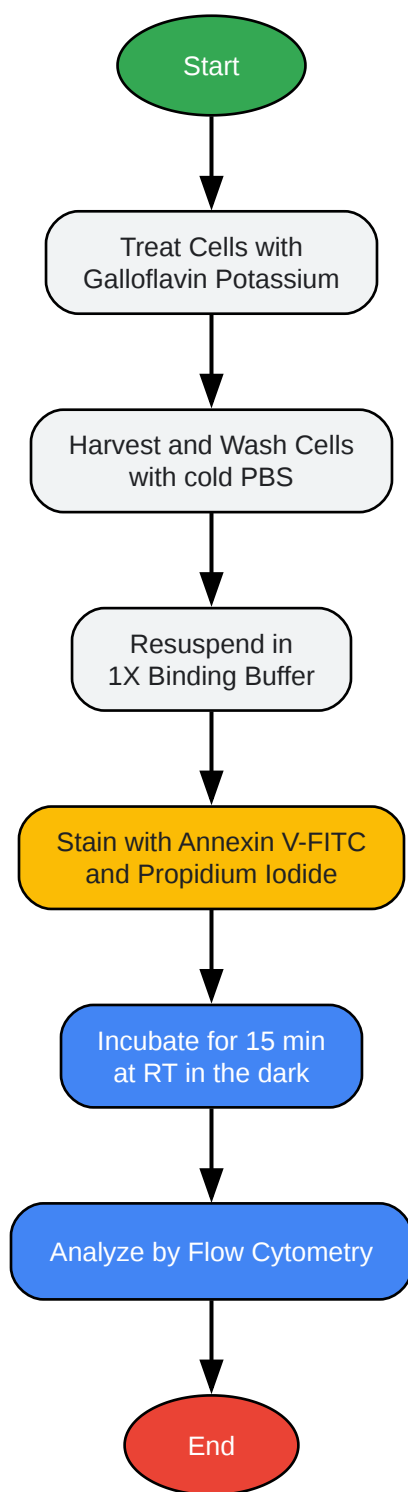 Start
Treat Cells with
Galloflavin Potassium
Harvest and Wash Cells
with cold PBS
Resuspend in
1X Binding Buffer
Stain with Annexin V-FITC
and Propidium Iodide
Incubate for 15 min
at RT in the dark
Analyze by Flow Cytometry
End